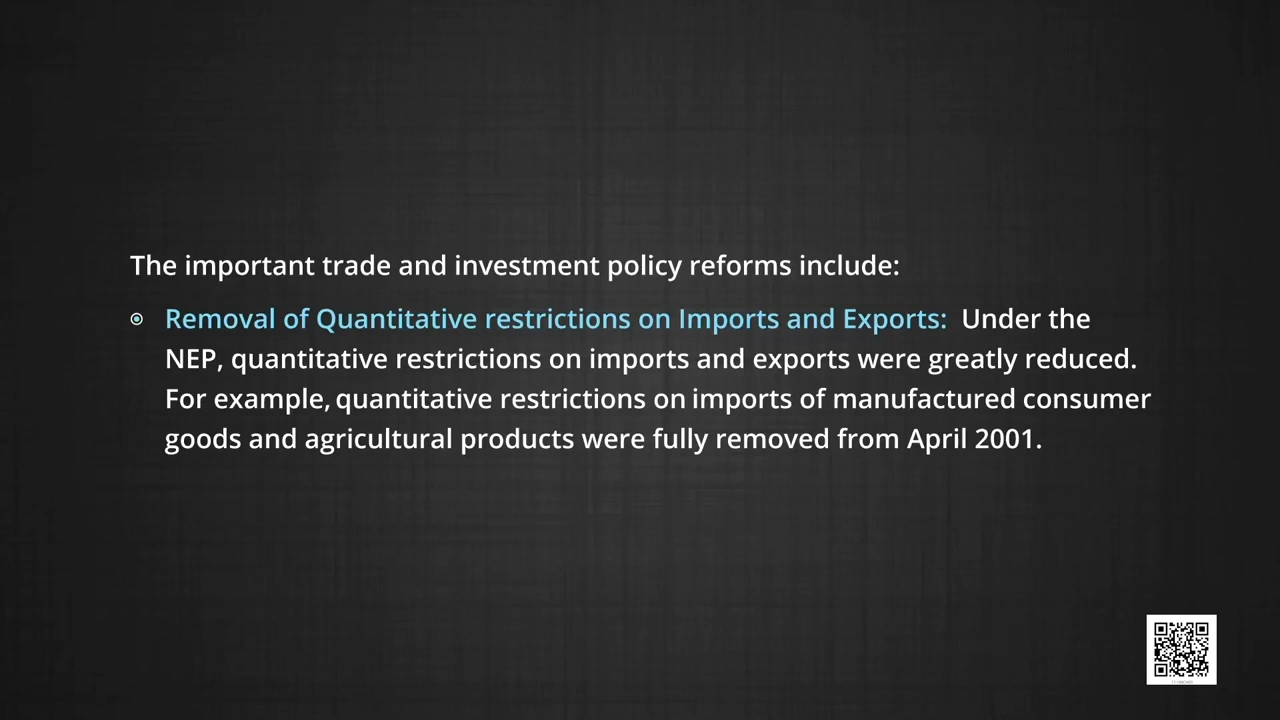 The important trade and investment policy reforms include:
Removal of Quantitative restrictions on Imports and Exports: Under the
NEP, quantitative restrictions on imports and exports were greatly reduced.
For example, quantitative restrictions on imports of manufactured consumer
goods and agricultural products were fully removed from April 2001.